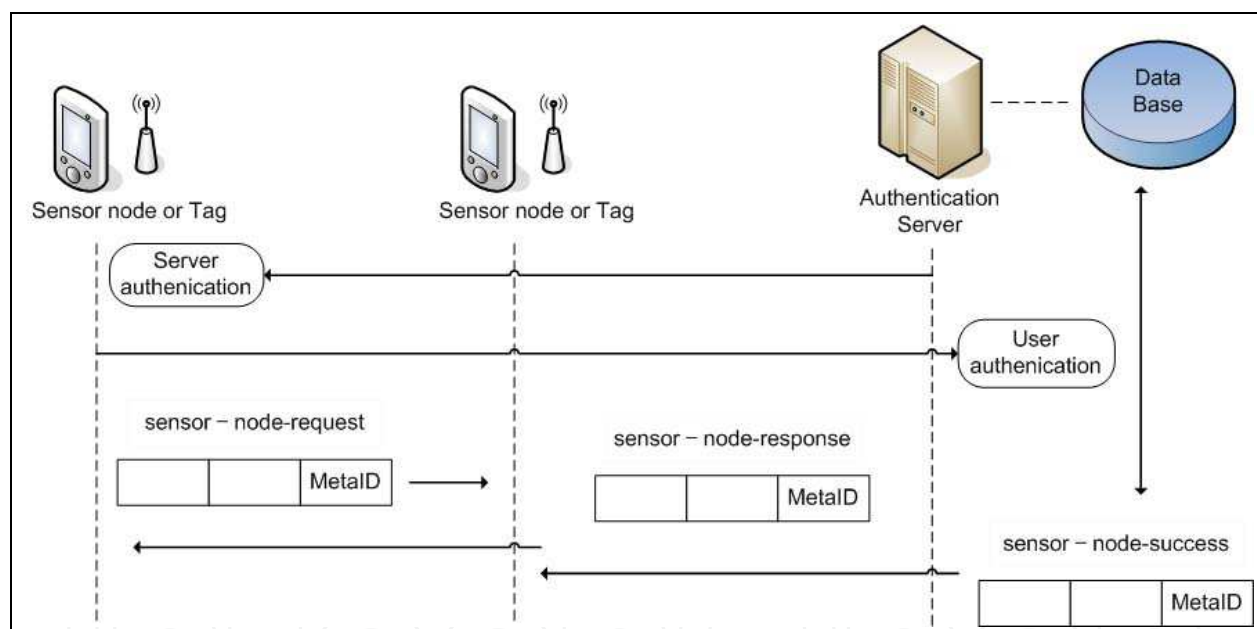 Data
Base
Sensor node or Tag
Sensor node or Tag
Authentication
Server
Server
authenication
User
authenication
sensor – node-request
MetaID
sensor – node-response
MetaID
sensor – node-success
MetaID